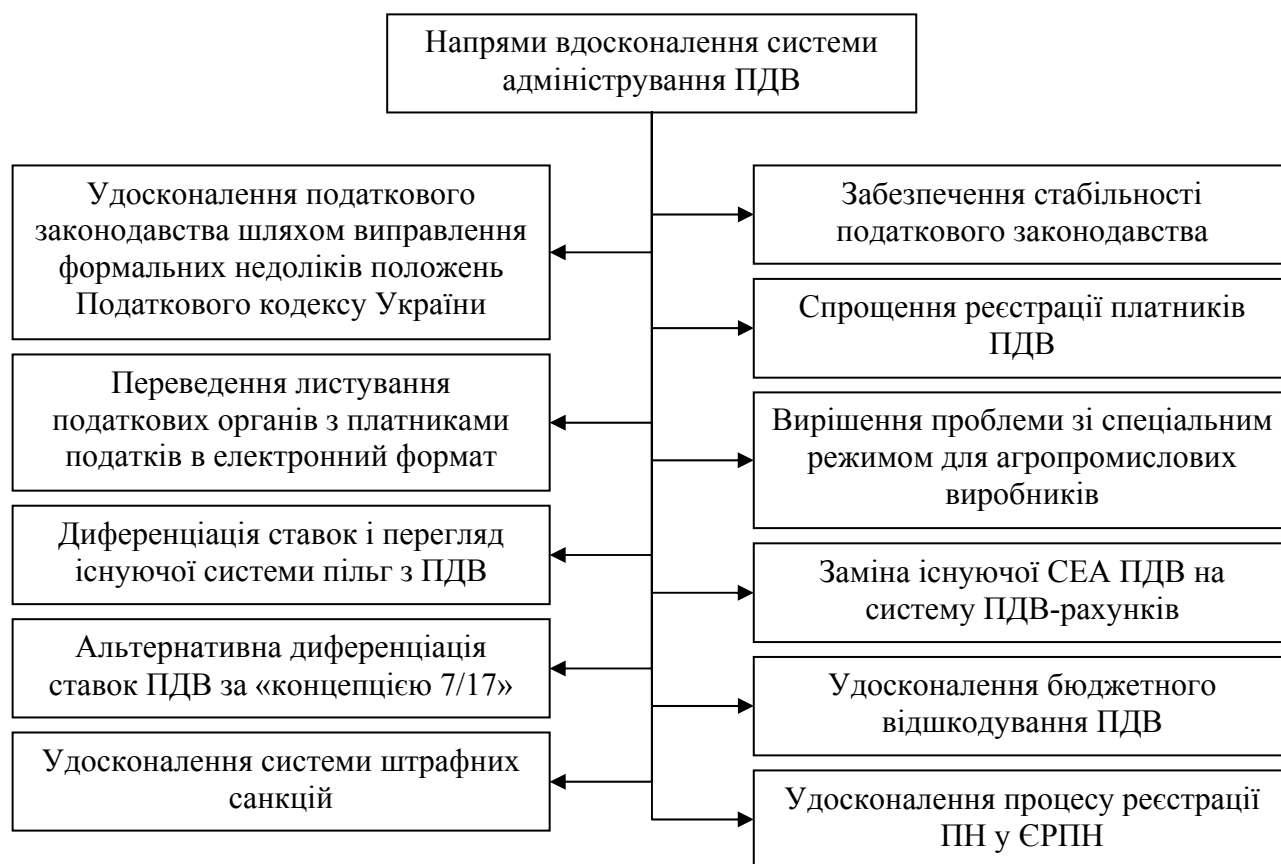 Напрями вдосконалення системи
адміністрування ПДВ
Удосконалення податкового
законодавства шляхом виправлення
формальних недоліків положень
Податкового кодексу України
Переведення листування
податкових органів з платниками
податків в електронний формат
Диференціація ставок і перегляд
існуючої системи пільг з ПДВ
Альтернативна диференціація
ставок ПДВ за «концепцією 7/17»
Удосконалення системи штрафних
санкцій
Забезпечення стабільності
податкового законодавства
Спрощення реєстрації платників
ПДВ
Вирішення проблеми зі спеціальним
режимом для агропромислових
виробників
Заміна існуючої СЕА ПДВ на
систему ПДВ-рахунків
Удосконалення бюджетного
відшкодування ПДВ
Удосконалення процесу реєстрації
ПН у ЄРПН